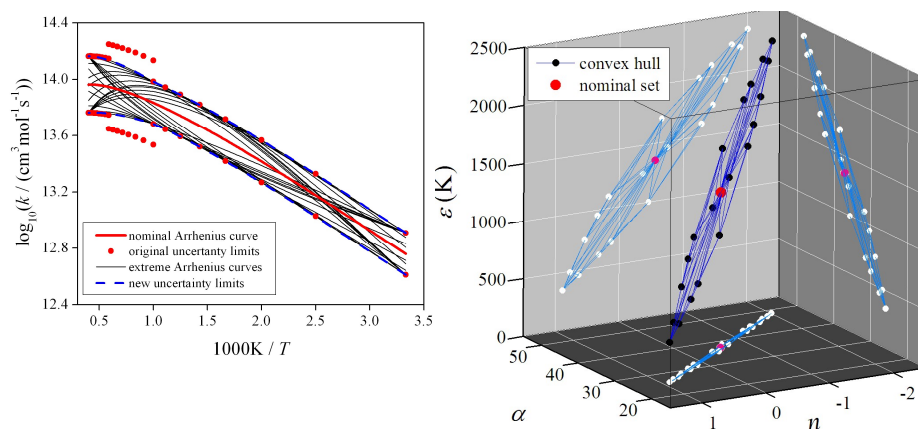 14.4
14.0
13.6
13.2
12.8
12.4
log10(k / (cm3 mol-1 s-1))
nominal Arrhenius curve
original uncertanty limits
extreme Arrhenius curves
new uncertainty limits
0.5 1.0 1.5 2.0 2.5 3.0 3.5
1000K / T
2500
2000
1500
1000
500
0
ε (K)
convex hull
nominal set
50
40
30
20
α
1
0
-1
-2
n